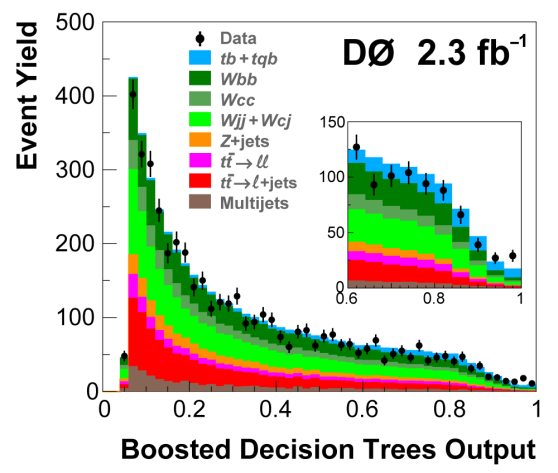 500
400
300
200
100
0
Event Yield
Data
tb+tqb
Wbb
Wcc
Wjj+Wcj
Z+jets
tt̄→ℓℓ
tt̄→ℓ+jets
Multijets
DØ 2.3 fb⁻¹
150
100
50
0
0.6 0.8 1
0 0.2 0.4 0.6 0.8 1
Boosted Decision Trees Output